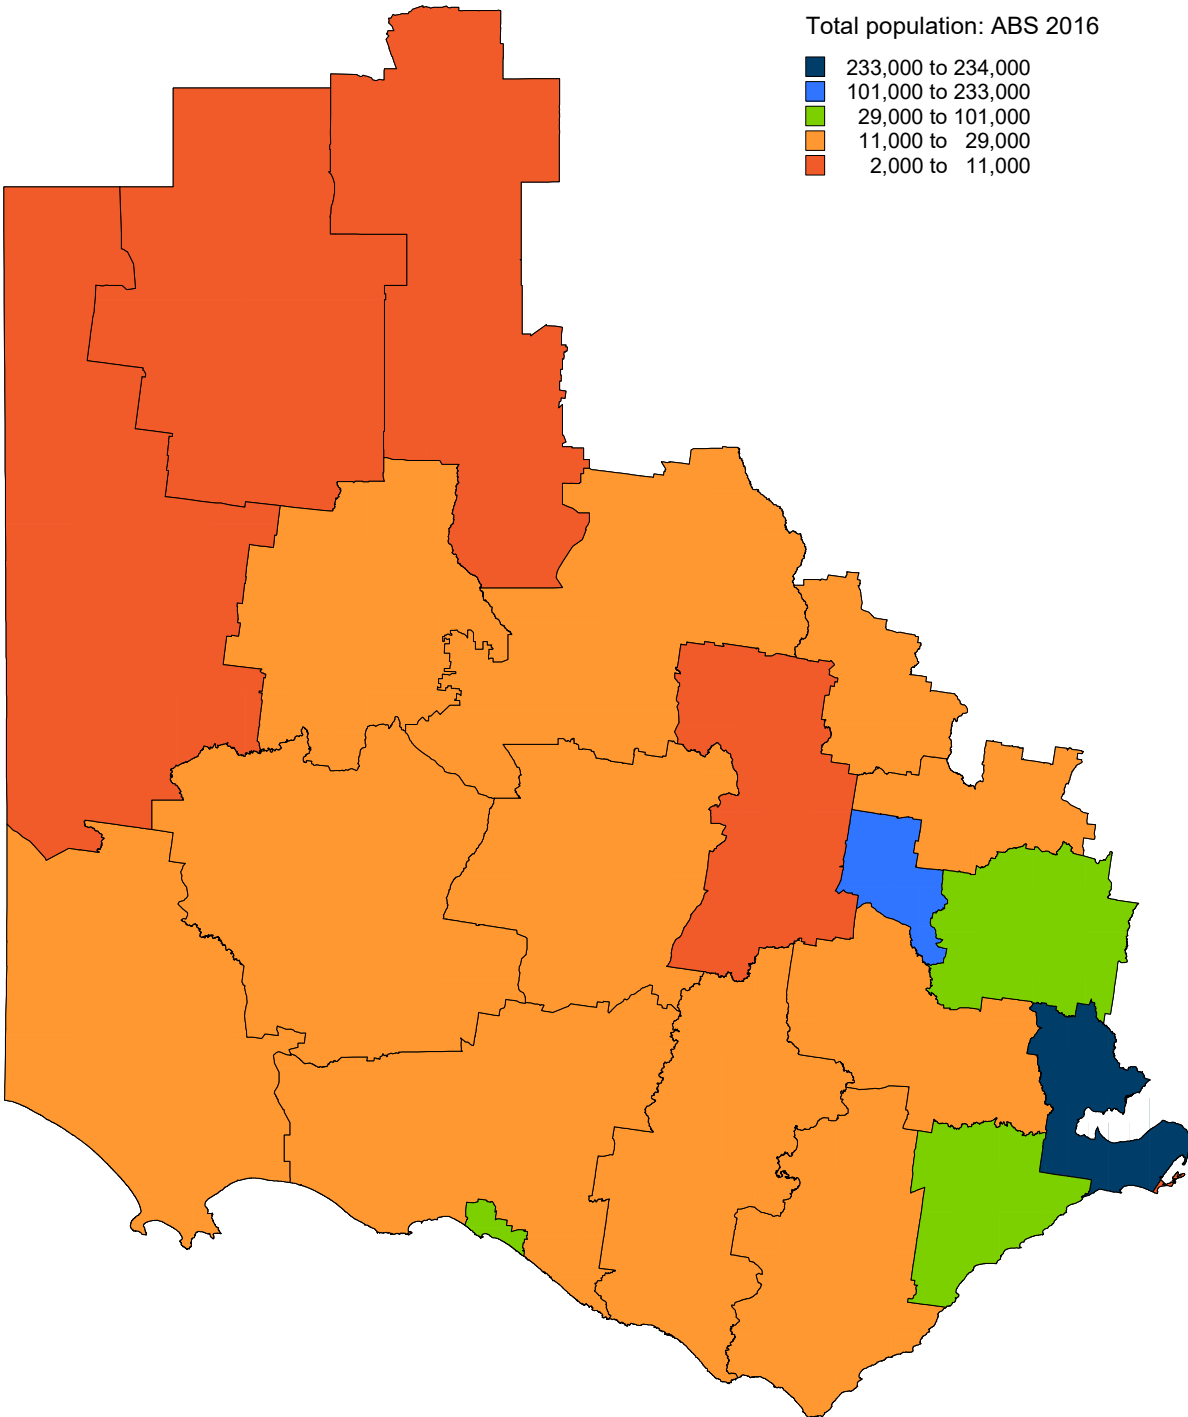 Total population: ABS 2016
233,000 to 234,000
101,000 to 233,000
29,000 to 101,000
11,000 to 29,000
2,000 to 11,000